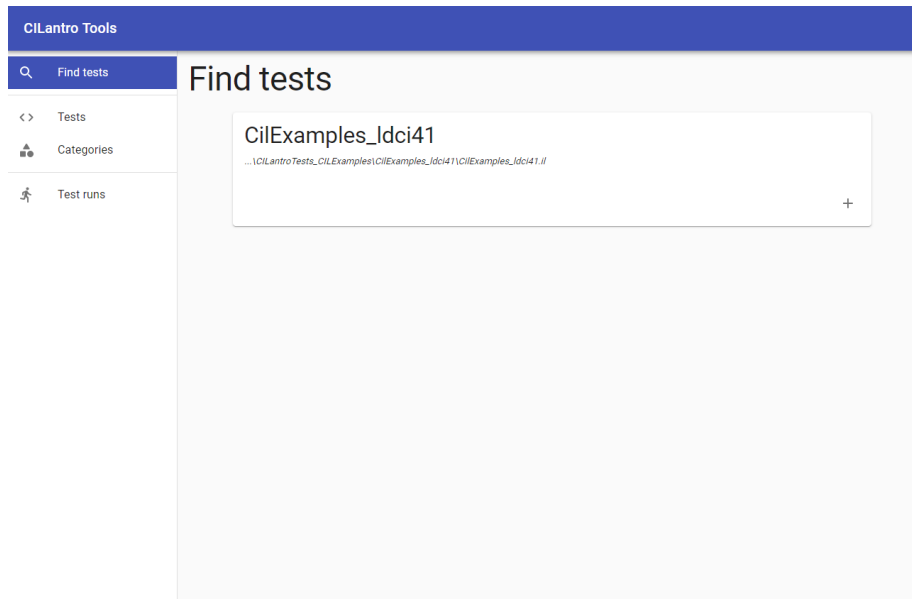 CILantro Tools
Find tests
Tests
Categories
Test runs
Find tests
CilExamples_ldci41
...\CILantroTests_CILExamples\CilExamples_ldci41\CilExamples_ldci41.il